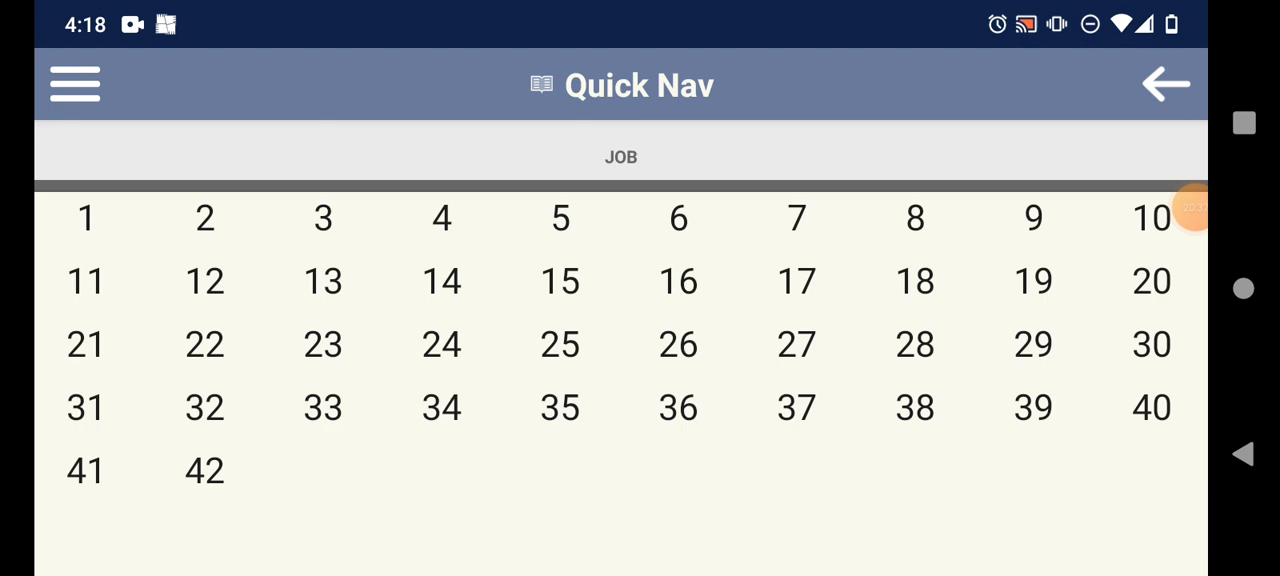 4:18
Quick Nav
JOB
1 2 3 4 5 6 7 8 9 10
11 12 13 14 15 16 17 18 19 20
21 22 23 24 25 26 27 28 29 30
31 32 33 34 35 36 37 38 39 40
41 42